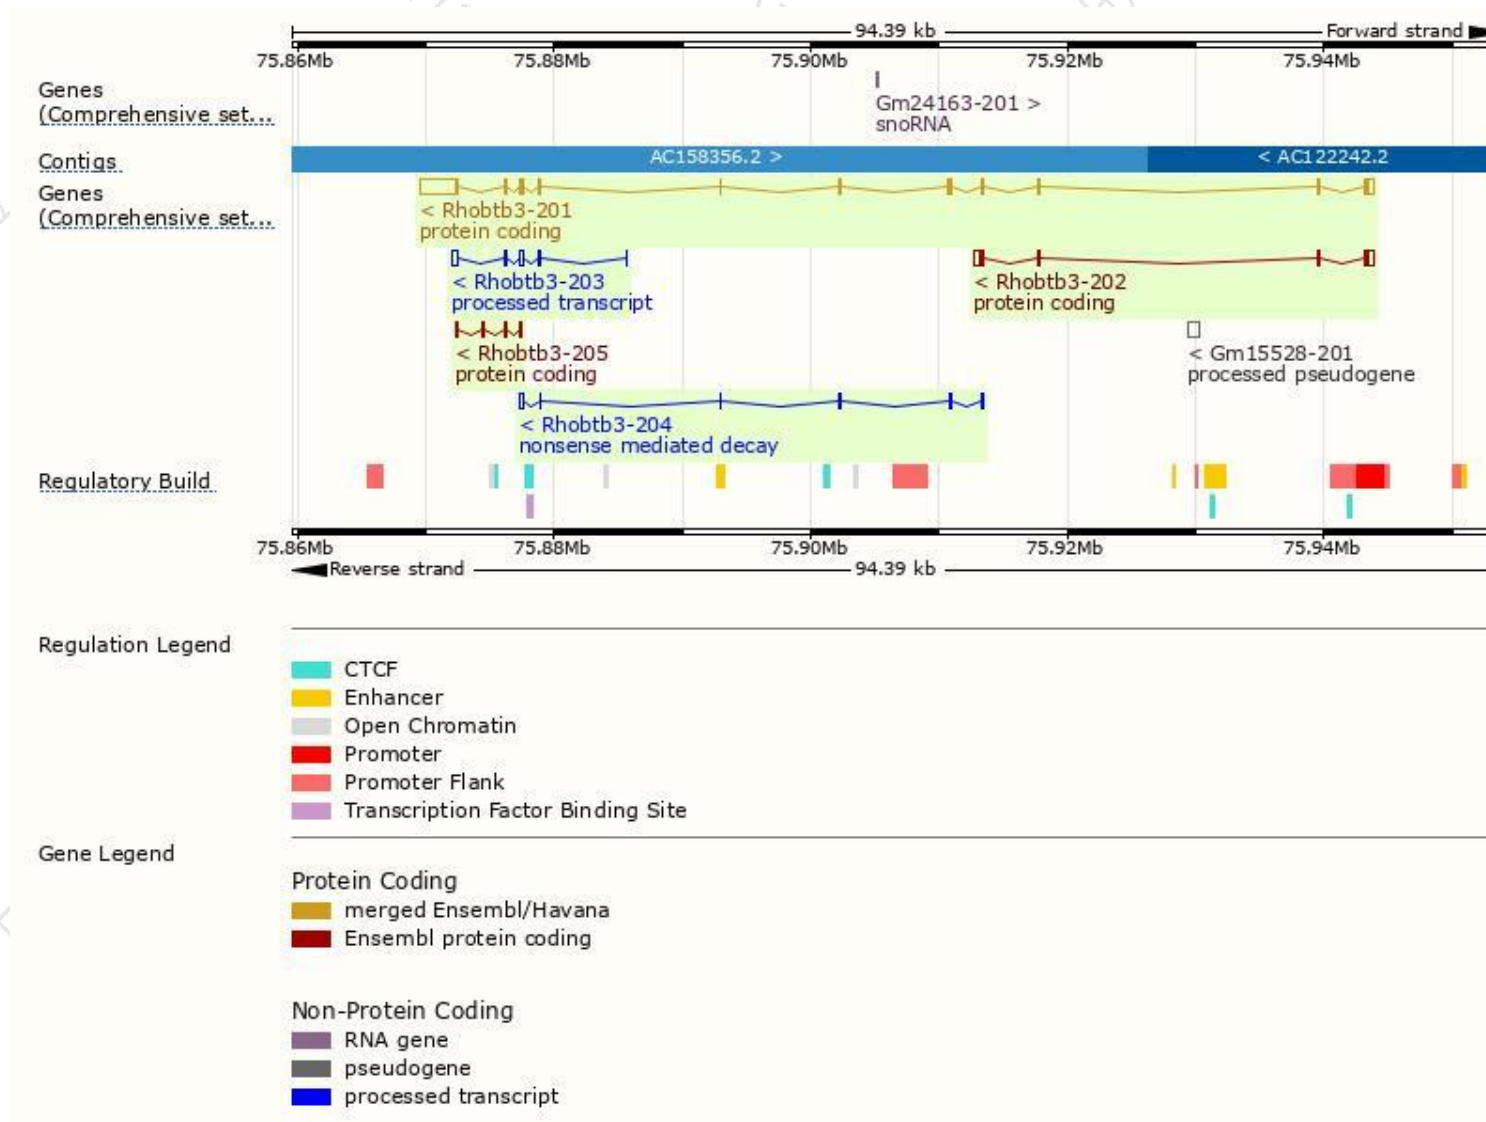 94.39 kb Forward strand
75.86Mb 75.88Mb 75.90Mb 75.92Mb 75.94Mb
Genes
(Comprehensive set...
Gm24163-201 >
snoRNA
Contigs
AC158356.2 > < AC122242.2
Genes
(Comprehensive set...
< Rhobtb3-201
protein coding
< Rhobtb3-203
processed transcript
< Rhobtb3-202
protein coding
< Rhobtb3-205
protein coding
< Gm15528-201
processed pseudogene
< Rhobtb3-204
nonsense mediated decay
Regulatory Build
75.86Mb 75.88Mb 75.90Mb 75.92Mb 75.94Mb
Reverse strand 94.39 kb
Regulation Legend
CTCF
Enhancer
Open Chromatin
Promoter
Promoter Flank
Transcription Factor Binding Site
Gene Legend
Protein Coding
merged Ensembl/Havana
Ensembl protein coding
Non-Protein Coding
RNA gene
pseudogene
processed transcript